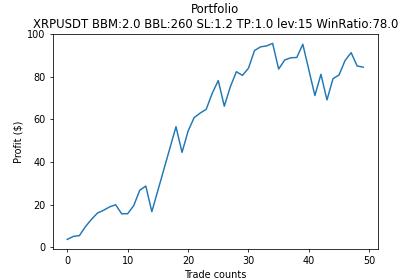 Portfolio
XRPUSDT BBM:2.0 BBL:260 SL:1.2 TP:1.0 lev:15 WinRatio:78.0
100
80
60
40
20
0
Profit ($)
0 10 20 30 40 50
Trade counts